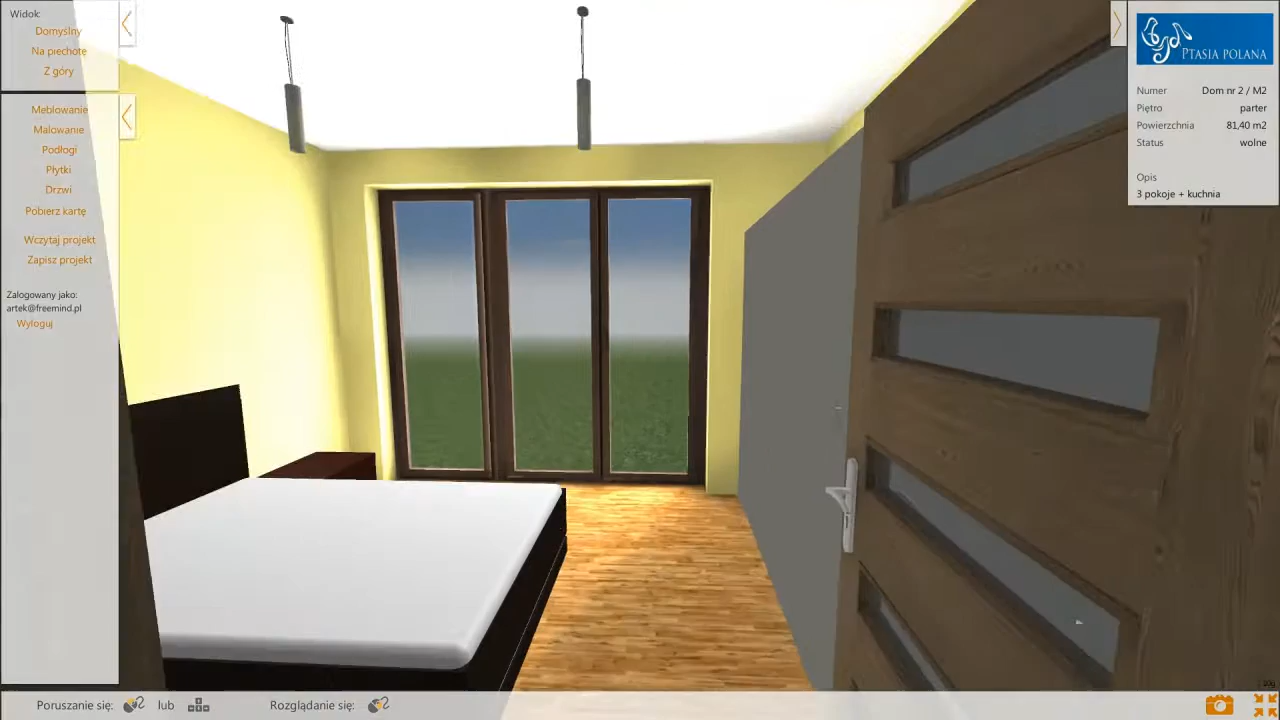 Widok:
Domyślny
Na piechotę
Z góry
Meblowanie
Malowanie
Podłogi
Płytki
Drzwi
Pobierz kartę
Wczytaj projekt
Zapisz projekt
Zalogowany jako:
artek@freemind.pl
Wyloguj
PTASIA POLANA
Numer Dom nr 2 / M2
Piętro parter
Powierzchnia 81,40 m2
Status wolne
Opis
3 pokoje + kuchnia
Poruszanie się: lub Rozglądanie się: